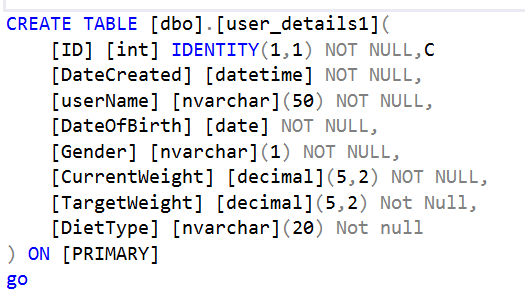 CREATE TABLE [dbo].[user_details1](
[ID] [int] IDENTITY(1,1) NOT NULL,C
[DateCreated] [datetime] NOT NULL,
[userName] [nvarchar](50) NOT NULL,
[DateOfBirth] [date] NOT NULL,
[Gender] [nvarchar](1) NOT NULL,
[CurrentWeight] [decimal](5,2) NOT NULL,
[TargetWeight] [decimal](5,2) Not Null,
[DietType] [nvarchar](20) Not null
) ON [PRIMARY]
go